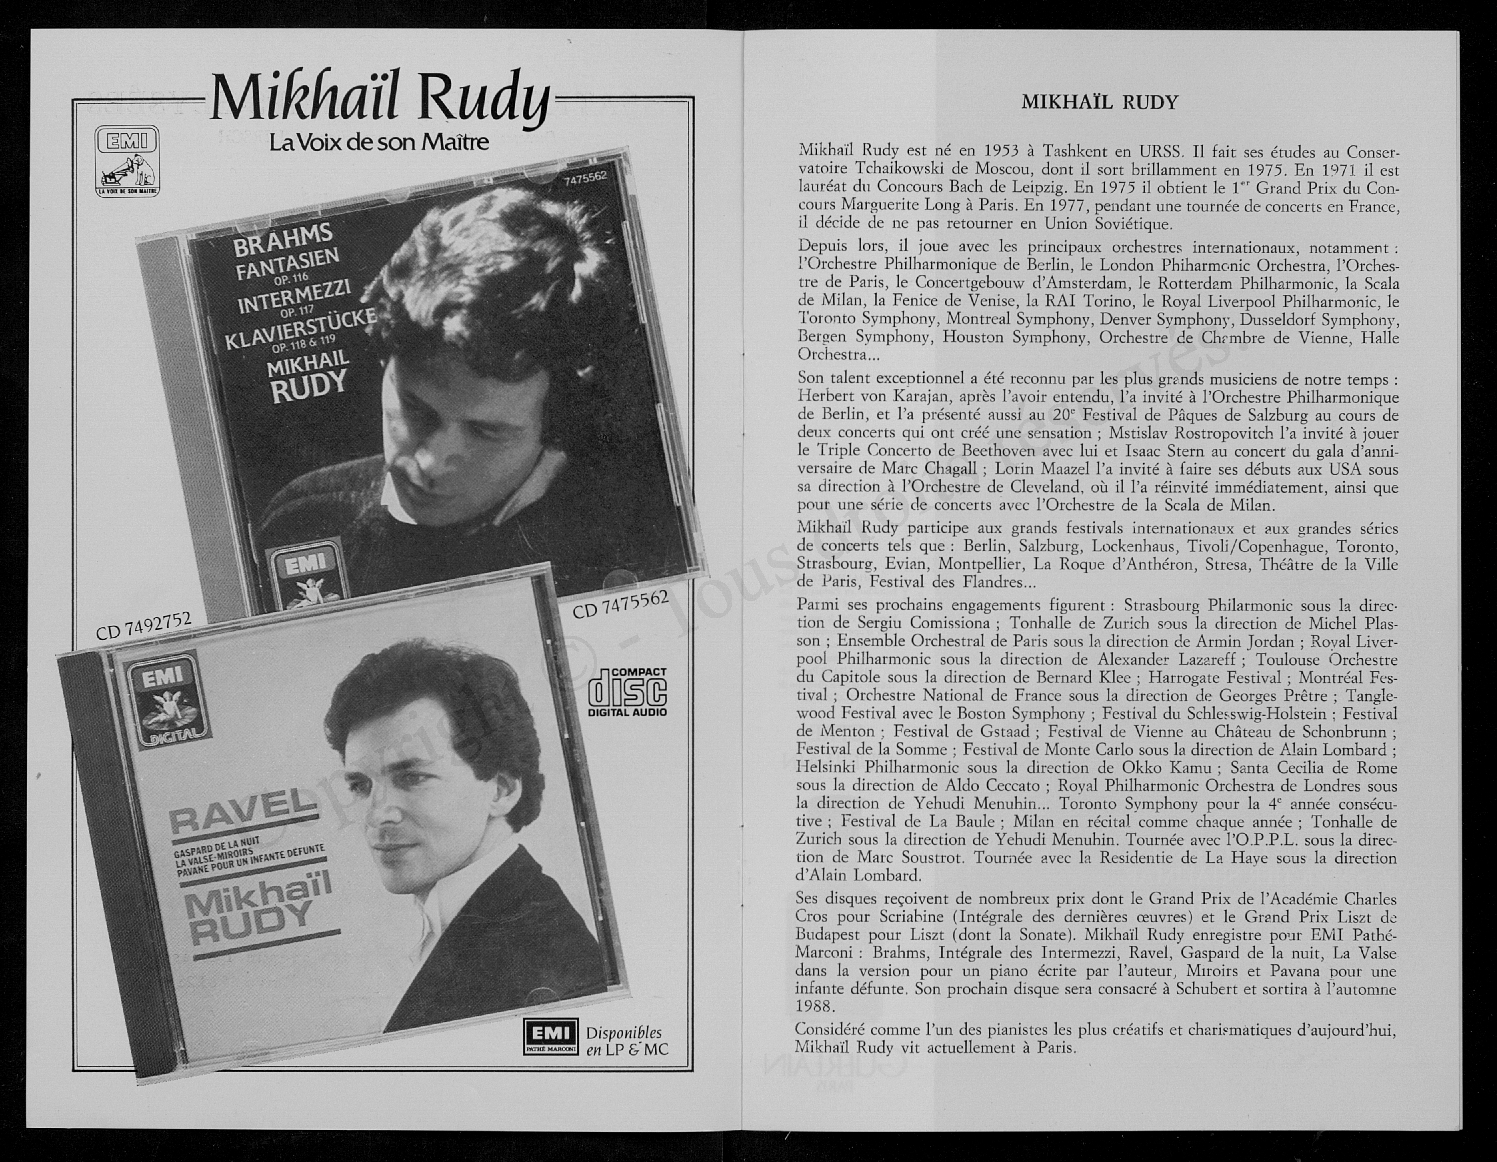 Mikhaïl Rudy
La Voix de son Maître
EMI
LA VOIX DE SON MAITRE
7475562
BRAHMS
FANTASIEN
OP. 116
INTERMEZZI
OP. 117
KLAVIERSTÜCKE
OP. 118 & 119
MIKHAIL
RUDY
EMI
CD 7492752
CD 7475562
EMI
DIGITAL
COMPACT
disc
DIGITAL AUDIO
RAVEL
GASPARD DE LA NUIT
LA VALSE-MIROIRS
PAVANE POUR UN INFANTE DÉFUNTE
Mikhaïl
RUDY
EMI
PATHÉ MARCONI
Disponibles
en LP & MC
MIKHAÏL RUDY
Mikhaïl Rudy est né en 1953 à Tashkent en URSS. Il fait ses études au Conser-
vatoire Tchaikowski de Moscou, dont il sort brillamment en 1975. En 1971 il est
lauréat du Concours Bach de Leipzig. En 1975 il obtient le 1er Grand Prix du Con-
cours Marguerite Long à Paris. En 1977, pendant une tournée de concerts en France,
il décide de ne pas retourner en Union Soviétique.
Depuis lors, il joue avec les principaux orchestres internationaux, notamment :
l'Orchestre Philharmonique de Berlin, le London Phiharmonic Orchestra, l'Orches-
tre de Paris, le Concertgebouw d'Amsterdam, le Rotterdam Philharmonic, la Scala
de Milan, la Fenice de Venise, la RAI Torino, le Royal Liverpool Philharmonic, le
Toronto Symphony, Montreal Symphony, Denver Symphony, Dusseldorf Symphony,
Bergen Symphony, Houston Symphony, Orchestre de Chambre de Vienne, Halle
Orchestra...
Son talent exceptionnel a été reconnu par les plus grands musiciens de notre temps :
Herbert von Karajan, après l'avoir entendu, l'a invité à l'Orchestre Philharmonique
de Berlin, et l'a présenté aussi au 20e Festival de Pâques de Salzburg au cours de
deux concerts qui ont créé une sensation ; Mstislav Rostropovitch l'a invité à jouer
le Triple Concerto de Beethoven avec lui et Isaac Stern au concert du gala d'anni-
versaire de Marc Chagall ; Lorin Maazel l'a invité à faire ses débuts aux USA sous
sa direction à l'Orchestre de Cleveland, où il l'a réinvité immédiatement, ainsi que
pour une série de concerts avec l'Orchestre de la Scala de Milan.
Mikhaïl Rudy participe aux grands festivals internationaux et aux grandes séries
de concerts tels que : Berlin, Salzburg, Lockenhaus, Tivoli/Copenhague, Toronto,
Strasbourg, Evian, Montpellier, La Roque d'Anthéron, Stresa, Théâtre de la Ville
de Paris, Festival des Flandres...
Parmi ses prochains engagements figurent : Strasbourg Philarmonic sous la direc-
tion de Sergiu Comissiona ; Tonhalle de Zurich sous la direction de Michel Plas-
son ; Ensemble Orchestral de Paris sous la direction de Armin Jordan ; Royal Liver-
pool Philharmonic sous la direction de Alexander Lazareff ; Toulouse Orchestre
du Capitole sous la direction de Bernard Klee ; Harrogate Festival ; Montréal Fes-
tival ; Orchestre National de France sous la direction de Georges Prêtre ; Tangle-
wood Festival avec le Boston Symphony ; Festival du Schlesswig-Holstein ; Festival
de Menton ; Festival de Gstaad ; Festival de Vienne au Château de Schonbrunn ;
Festival de la Somme ; Festival de Monte Carlo sous la direction de Alain Lombard ;
Helsinki Philharmonic sous la direction de Okko Kamu ; Santa Cecilia de Rome
sous la direction de Aldo Ceccato ; Royal Philharmonic Orchestra de Londres sous
la direction de Yehudi Menuhin... Toronto Symphony pour la 4e année consécu-
tive ; Festival de La Baule ; Milan en récital comme chaque année ; Tonhalle de
Zurich sous la direction de Yehudi Menuhin. Tournée avec l'O.P.P.L. sous la direc-
tion de Marc Soustrot. Tournée avec la Residentie de La Haye sous la direction
d'Alain Lombard.
Ses disques reçoivent de nombreux prix dont le Grand Prix de l'Académie Charles
Cros pour Scriabine (Intégrale des dernières œuvres) et le Grand Prix Liszt de
Budapest pour Liszt (dont la Sonate). Mikhaïl Rudy enregistre pour EMI Pathé-
Marconi : Brahms, Intégrale des Intermezzi, Ravel, Gaspard de la nuit, La Valse
dans la version pour un piano écrite par l'auteur, Miroirs et Pavana pour une
infante défunte. Son prochain disque sera consacré à Schubert et sortira à l'automne
1988.
Considéré comme l'un des pianistes les plus créatifs et charismatiques d'aujourd'hui,
Mikhaïl Rudy vit actuellement à Paris.
Copyright © - Tous droits réservés.